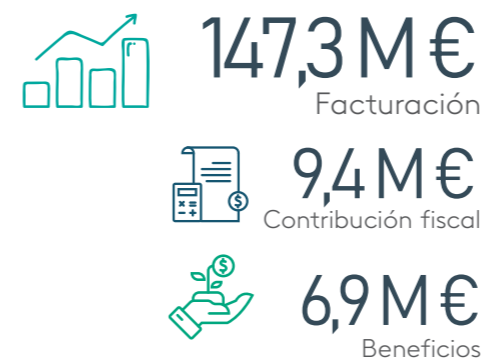 147,3 M €
Facturación
9,4 M €
Contribución fiscal
6,9 M €
Beneficios